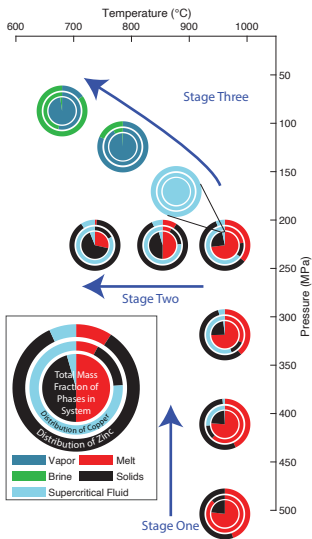 Temperature (°C)
600 700 800 900 1000
50
Stage Three
100
150
200
250
Stage Two
Pressure (MPa)
300
350
Total Mass
Fraction of
Phases in
System
Distribution of Copper
Distribution of Zinc
400
450
Vapor Melt
Brine Solids
Supercritical Fluid
500
Stage One